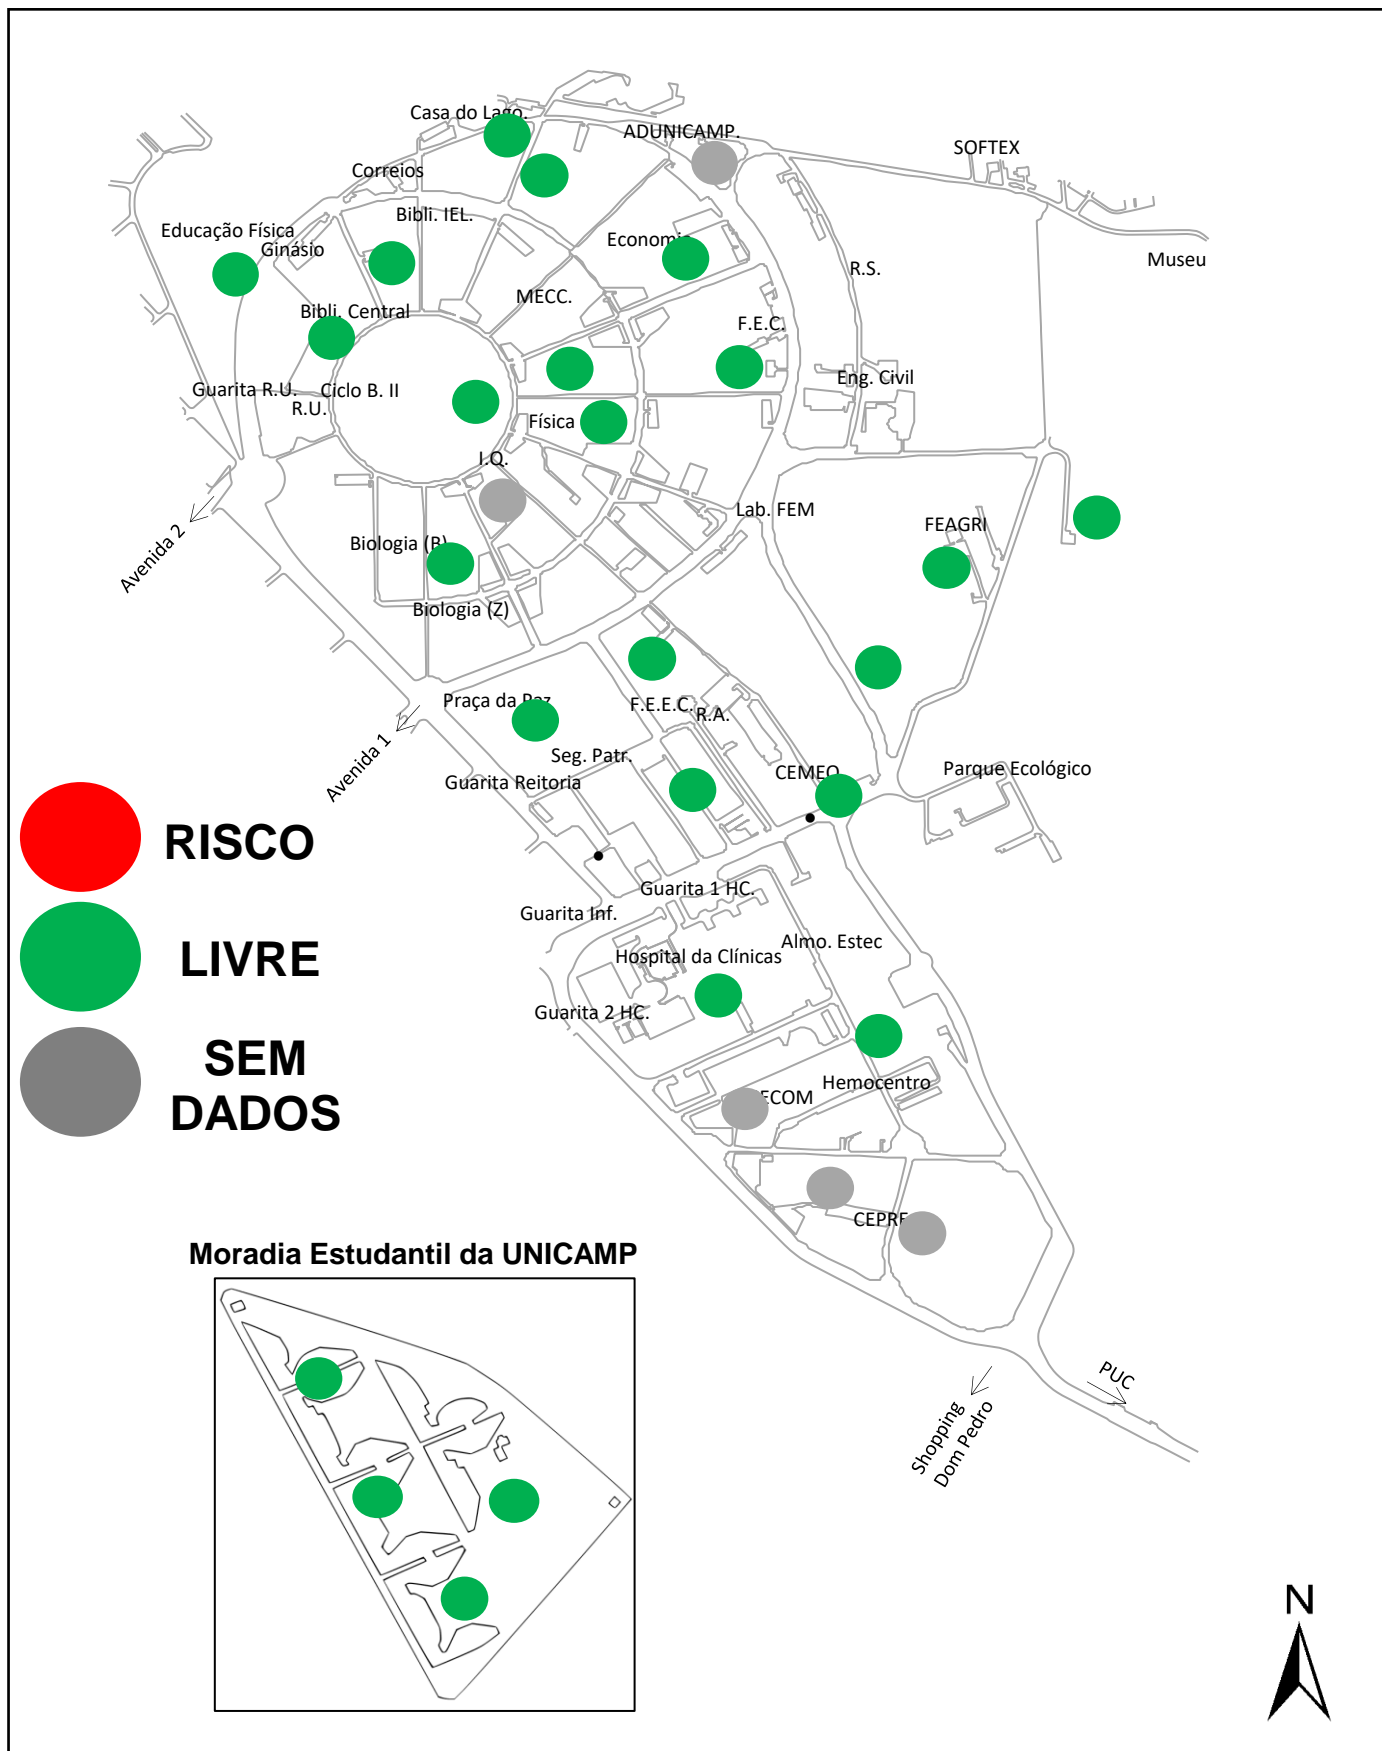 Casa do Lago.
ADUNICAMP.
SOFTEX
Correios
Bibli. IEL.
Educação Física
Ginásio
Economia
R.S.
Museu
MECC.
Bibli. Central
F.E.C.
Guarita R.U.
Ciclo B. II
R.U.
Eng. Civil
Física
I.Q.
Lab. FEM
FEAGRI
Avenida 2
Biologia (B)
Biologia (Z)
Praça da Paz
F.E.E.C.
R.A.
Avenida 1
Seg. Patr.
Guarita Reitoria
CEMEQ
Parque Ecológico
RISCO
Guarita 1 HC.
Guarita Inf.
Almo. Estec
LIVRE
Hospital da Clínicas
Guarita 2 HC.
SEM
DADOS
Hemocentro
ECOM
CEPRE
Moradia Estudantil da UNICAMP
PUC
Shopping
Dom Pedro
N